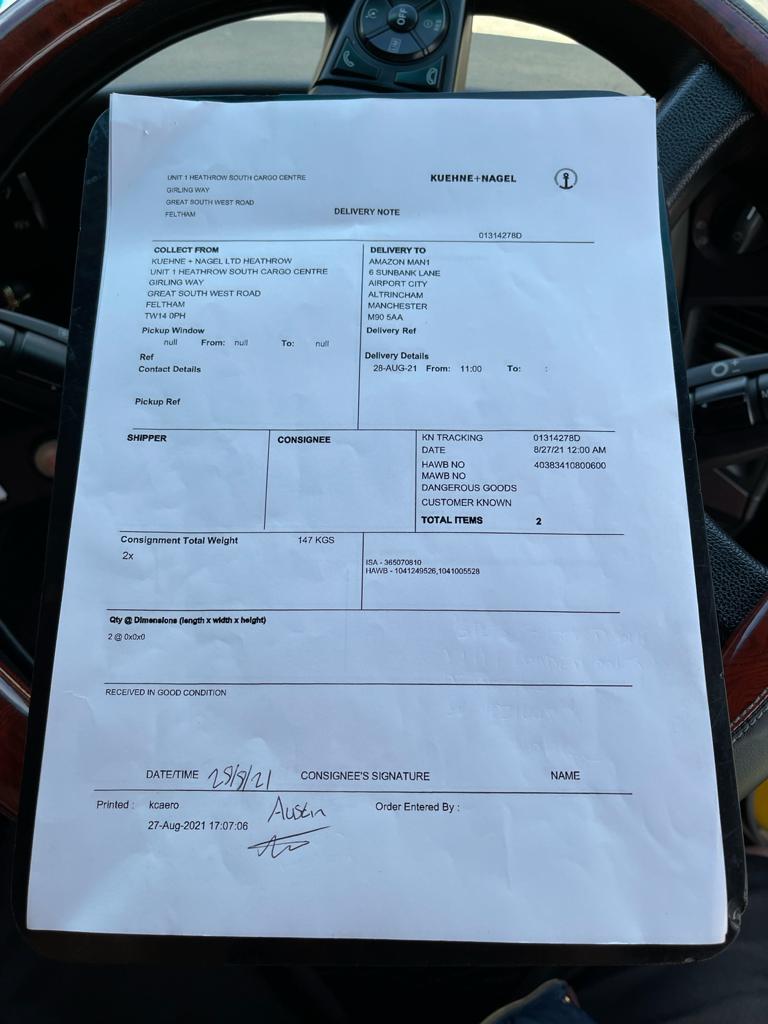 OFF
UNIT 1 HEATHROW SOUTH CARGO CENTRE
GIRLING WAY
GREAT SOUTH WEST ROAD
FELTHAM
KUEHNE+NAGEL
DELIVERY NOTE
01314278D
COLLECT FROM
KUEHNE + NAGEL LTD HEATHROW
UNIT 1 HEATHROW SOUTH CARGO CENTRE
GIRLING WAY
GREAT SOUTH WEST ROAD
FELTHAM
TW14 0PH
Pickup Window
null From: null To: null
Ref
Contact Details
Pickup Ref
DELIVERY TO
AMAZON MAN1
6 SUNBANK LANE
AIRPORT CITY
ALTRINCHAM
MANCHESTER
M90 5AA
Delivery Ref
Delivery Details
28-AUG-21 From: 11:00 To: :
SHIPPER
CONSIGNEE
KN TRACKING 01314278D
DATE 8/27/21 12:00 AM
HAWB NO 40383410800600
MAWB NO
DANGEROUS GOODS
CUSTOMER KNOWN
TOTAL ITEMS 2
Consignment Total Weight 147 KGS
2x
ISA - 365070810
HAWB - 1041249526,1041005528
Qty @ Dimensions (length x width x height)
2 @ 0x0x0
RECEIVED IN GOOD CONDITION
DATE/TIME 28/8/21 CONSIGNEE'S SIGNATURE NAME
Printed : kcaero Austin Order Entered By :
27-Aug-2021 17:07:06